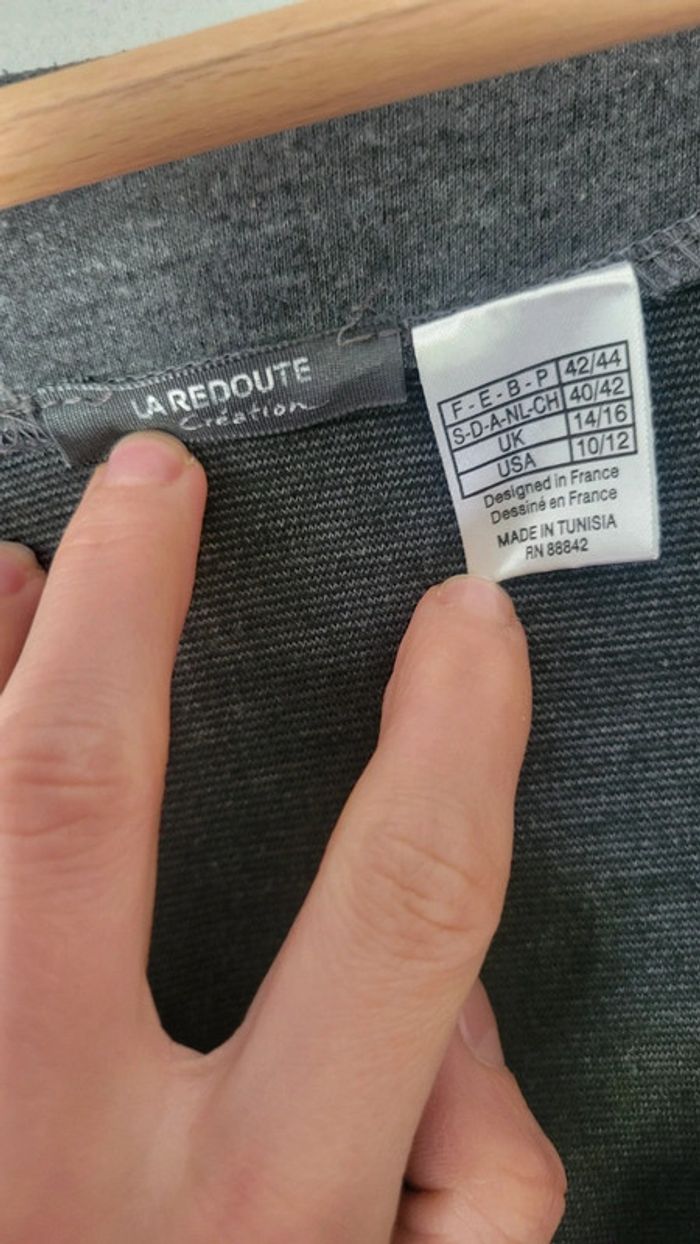 LA REDOUTE
Création
F - E - B - P 42/44
S-D-A-NL-CH 40/42
UK 14/16
USA 10/12
Designed in France
Dessiné en France
MADE IN TUNISIA
RN 88842